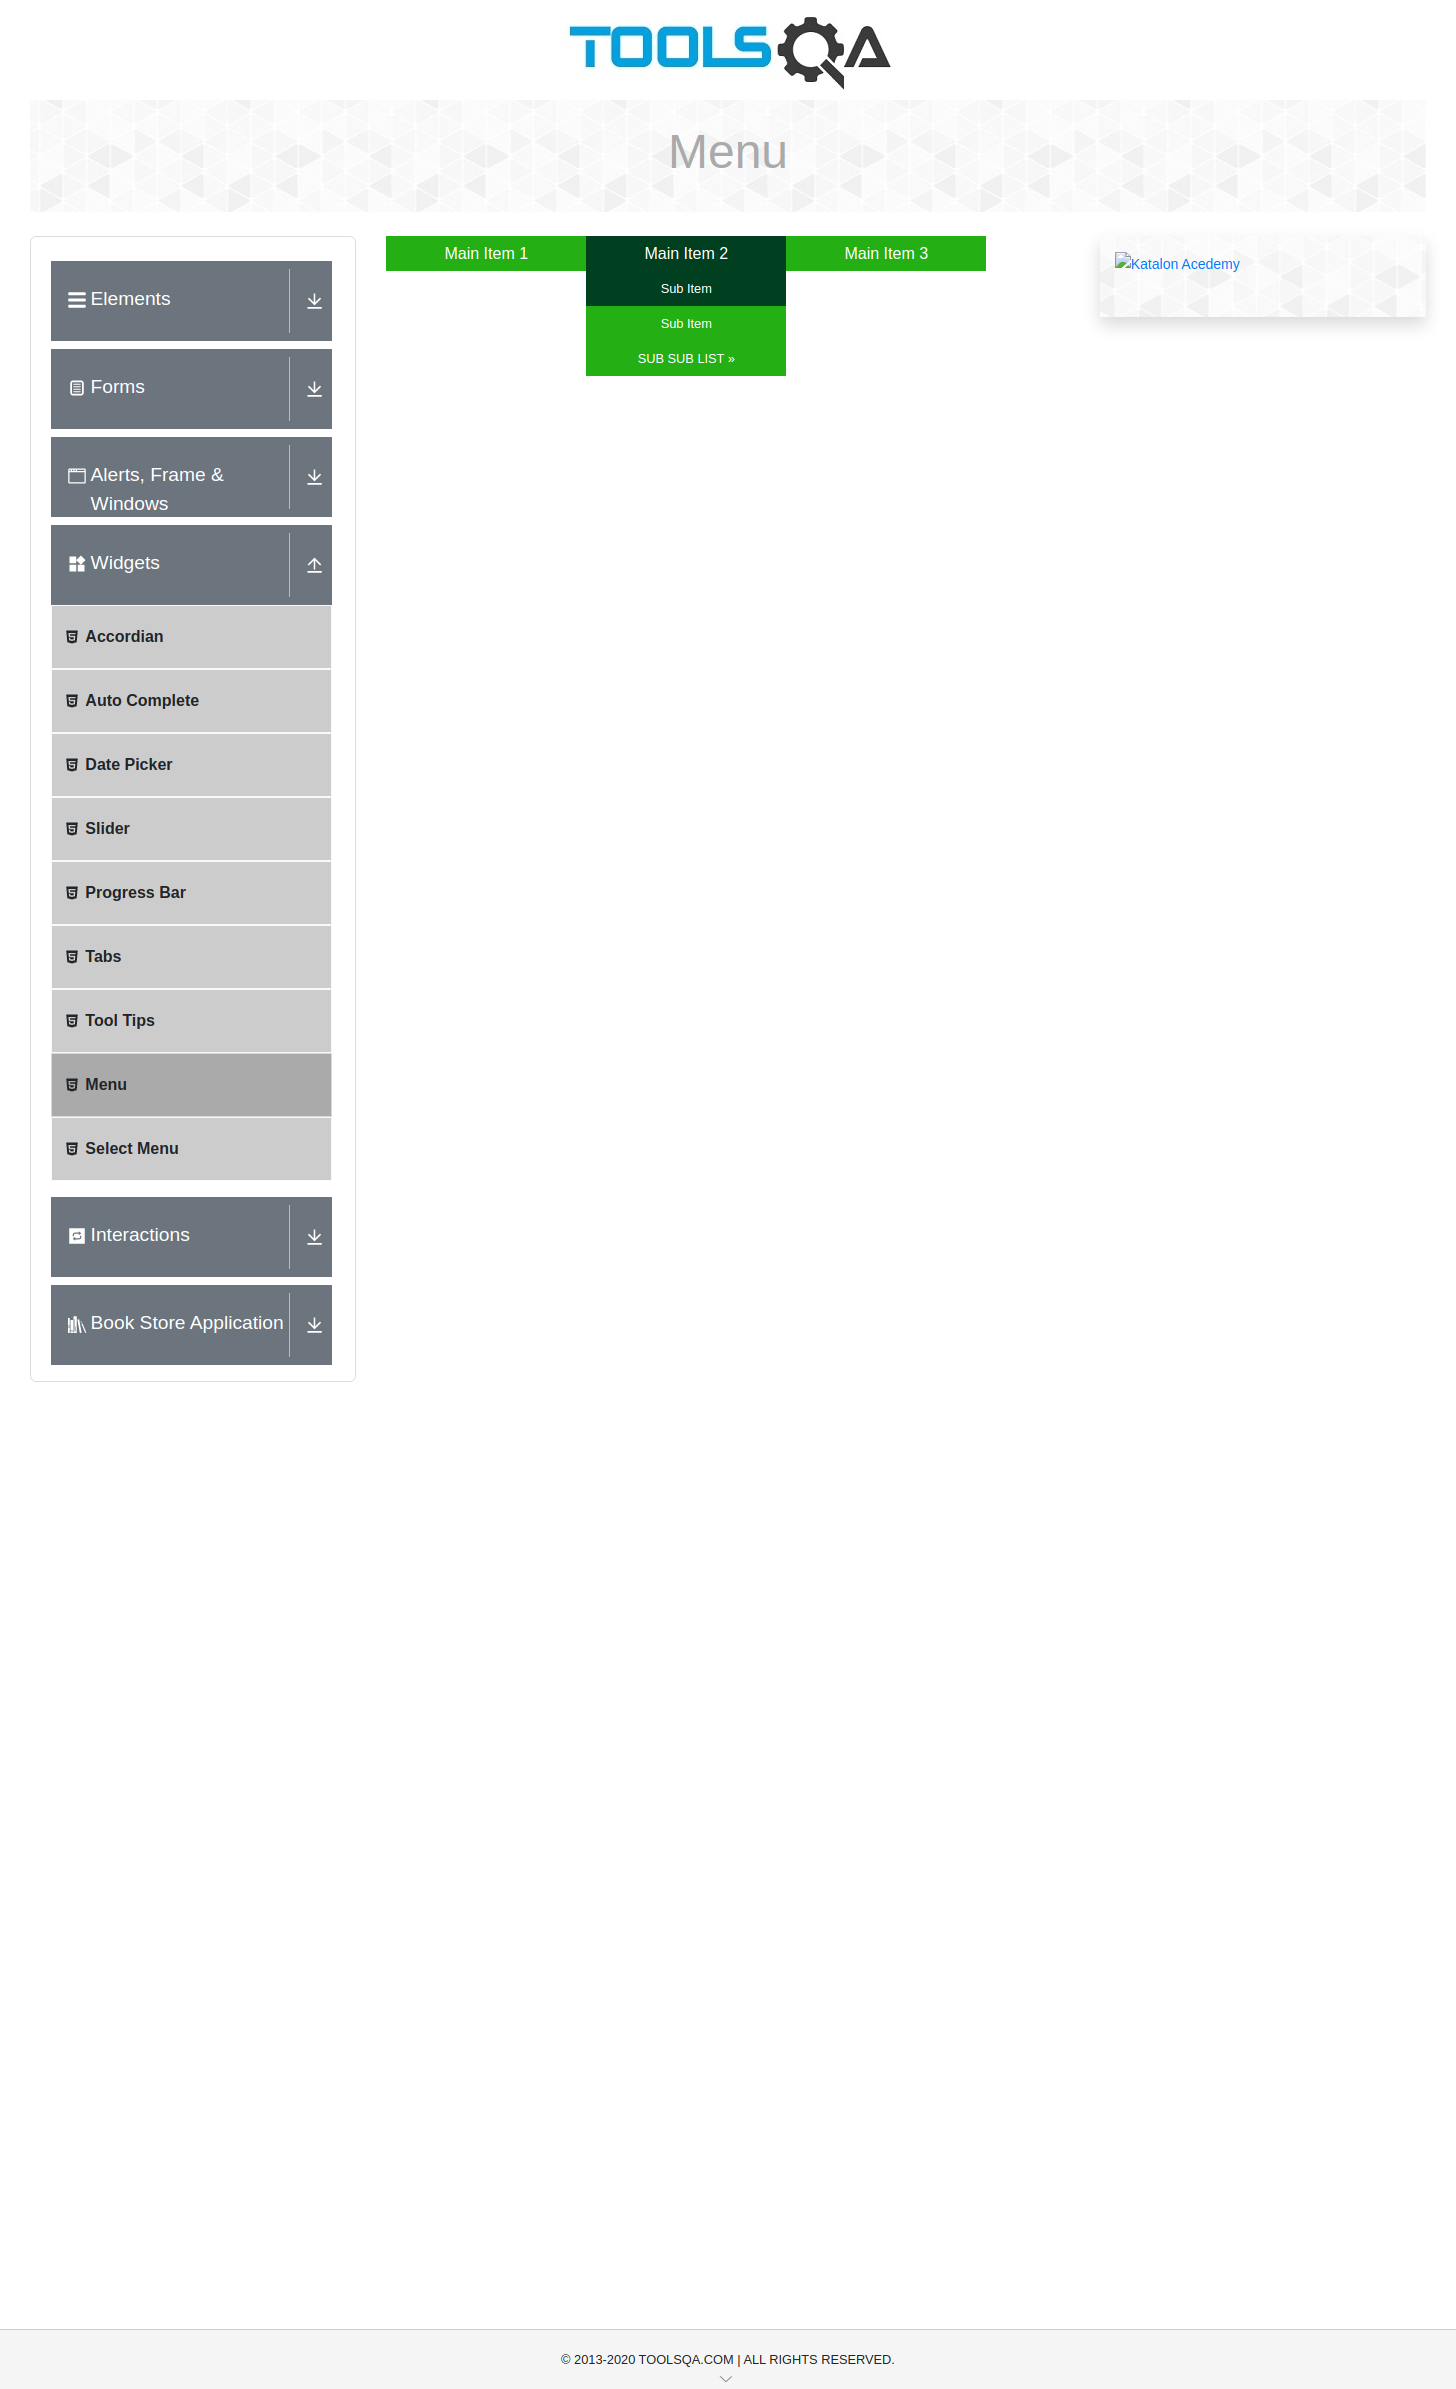 TOOLSQA
Menu
Elements
Forms
Alerts, Frame &
Windows
Widgets
Accordian
Auto Complete
Date Picker
Slider
Progress Bar
Tabs
Tool Tips
Menu
Select Menu
Interactions
Book Store Application
Main Item 1
Main Item 2
Main Item 3
Sub Item
Sub Item
SUB SUB LIST »
Katalon Acedemy
© 2013-2020 TOOLSQA.COM | ALL RIGHTS RESERVED.